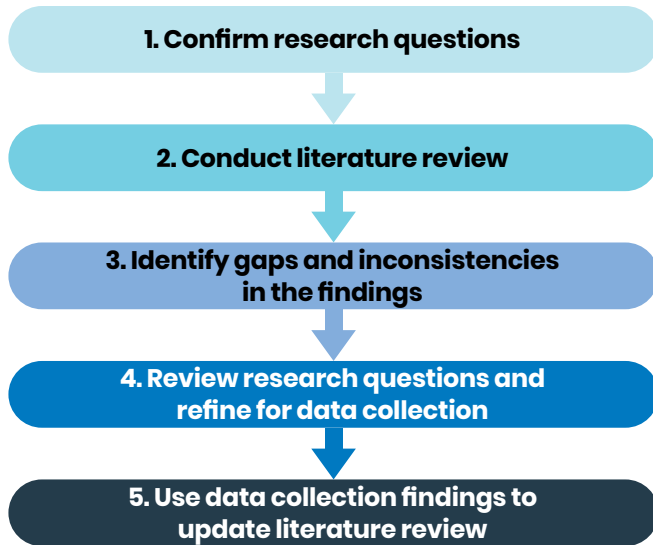 1. Confirm research questions
2. Conduct literature review
3. Identify gaps and inconsistencies
in the findings
4. Review research questions and
refine for data collection
5. Use data collection findings to
update literature review